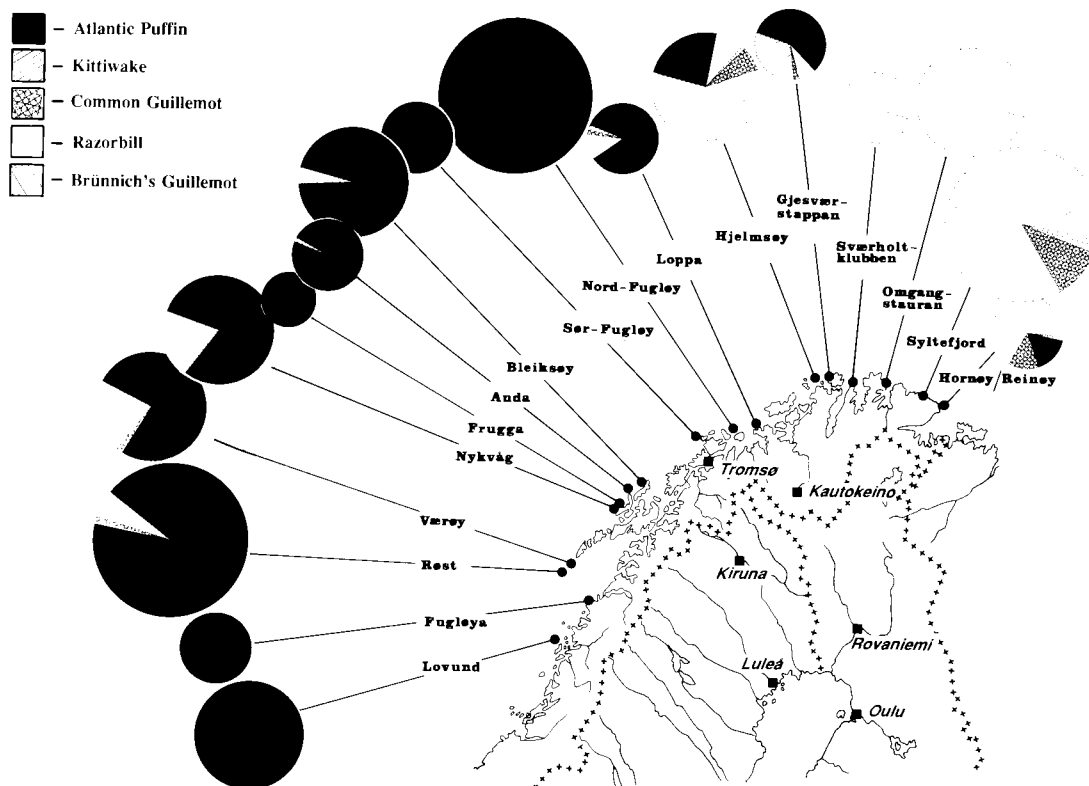 – Atlantic Puffin
– Kittiwake
– Common Guillemot
– Razorbill
– Brünnich's Guillemot
Gjesvær-
stappan
Hjelmsøy
Sværholt-
klubben
Loppa
Nord-Fugløy
Omgang-
stauran
Sør-Fugløy
Syltefjord
Bleiksøy
Hornøy Reinøy
Anda
Frugga
Nykvåg
Tromsø
Kautokeino
Værøy
Røst
Kiruna
Fugløya
Rovaniemi
Lovund
Luleå
Oulu